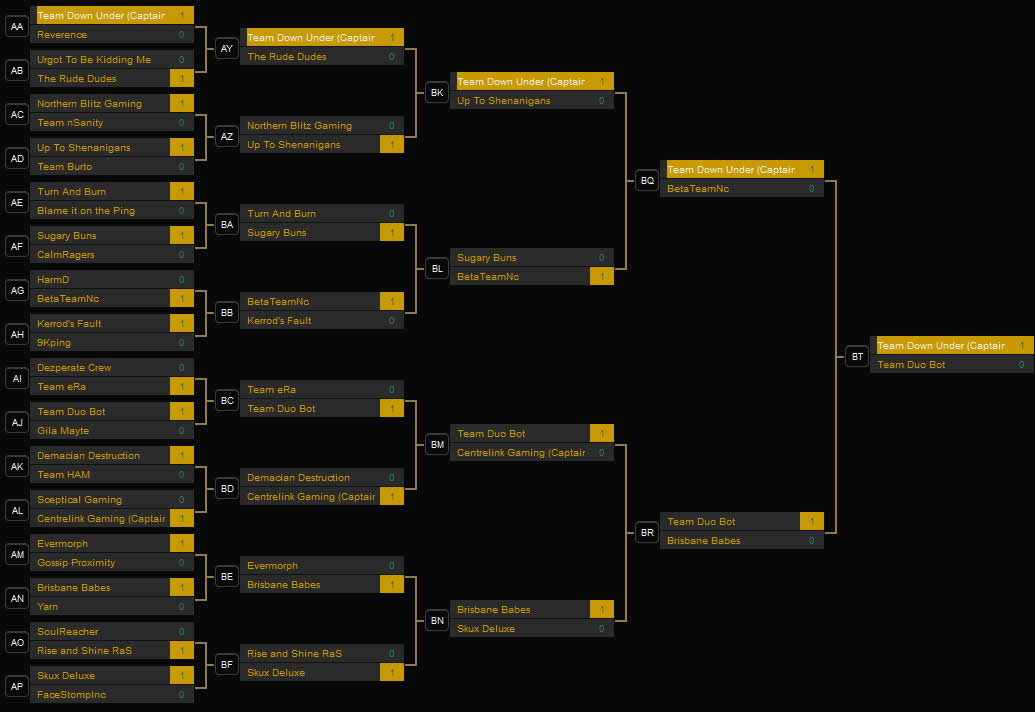 AA
Team Down Under (Captair 1
Reverence 0
AB
Urgot To Be Kidding Me 0
The Rude Dudes 1
AC
Northern Blitz Gaming 1
Team nSanity 0
AD
Up To Shenanigans 1
Team Burto 0
AE
Turn And Burn 1
Blame it on the Ping 0
AF
Sugary Buns 1
CalmRagers 0
AG
HarmD 0
BetaTeamNc 1
AH
Kerrod's Fault 1
9Kping 0
AI
Dezperate Crew 0
Team eRa 1
AJ
Team Duo Bot 1
Gila Mayte 0
AK
Demacian Destruction 1
Team HAM 0
AL
Sceptical Gaming 0
Centrelink Gaming (Captair 1
AM
Evermorph 1
Gossip Proximity 0
AN
Brisbane Babes 1
Yarn 0
AO
SoulReacher 0
Rise and Shine RaS 1
AP
Skux Deluxe 1
FaceStompInc 0
AY
Team Down Under (Captair 1
The Rude Dudes 0
AZ
Northern Blitz Gaming 0
Up To Shenanigans 1
BA
Turn And Burn 0
Sugary Buns 1
BB
BetaTeamNc 1
Kerrod's Fault 0
BC
Team eRa 0
Team Duo Bot 1
BD
Demacian Destruction 0
Centrelink Gaming (Captair 1
BE
Evermorph 0
Brisbane Babes 1
BF
Rise and Shine RaS 0
Skux Deluxe 1
BK
Team Down Under (Captair 1
Up To Shenanigans 0
BL
Sugary Buns 0
BetaTeamNc 1
BM
Team Duo Bot 1
Centrelink Gaming (Captair 0
BN
Brisbane Babes 1
Skux Deluxe 0
BQ
Team Down Under (Captair 1
BetaTeamNc 0
BR
Team Duo Bot 1
Brisbane Babes 0
BT
Team Down Under (Captair 1
Team Duo Bot 0